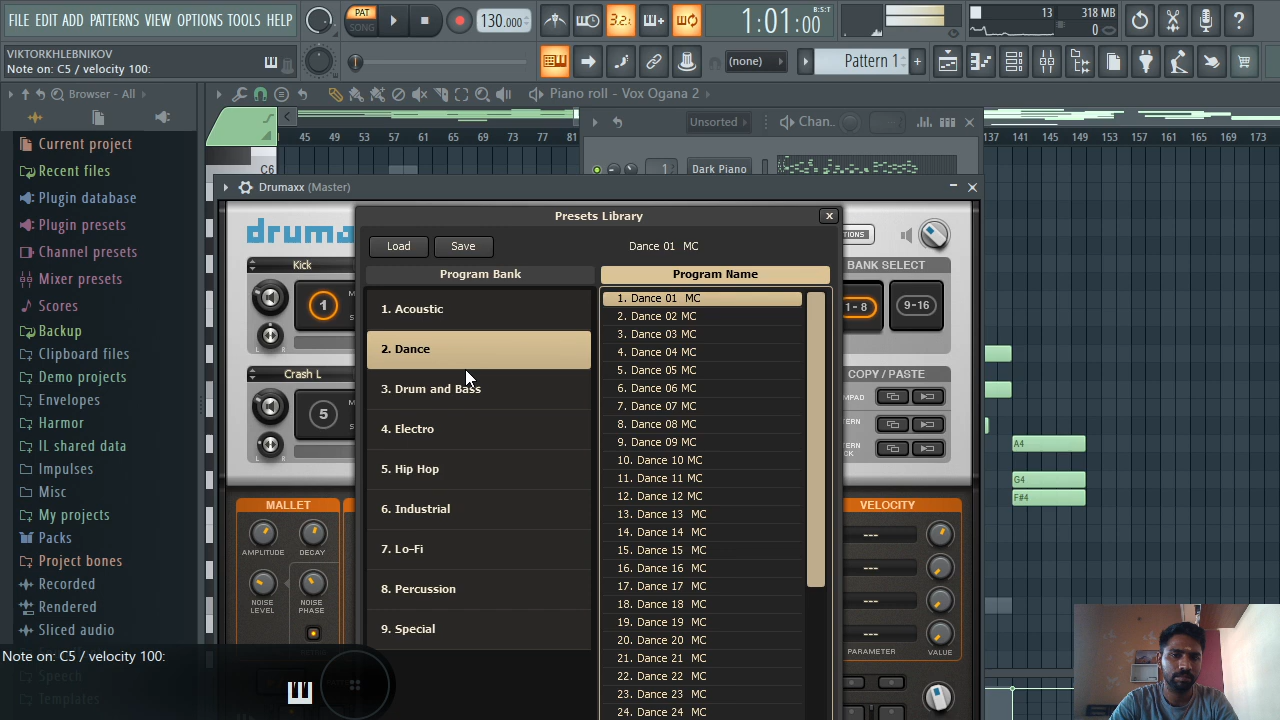 FILE EDIT ADD PATTERNS VIEW OPTIONS TOOLS HELP
PAT
SONG
130.000
3.2.
1:01:00
B:S:T
13
318 MB
0
VIKTORKHLEBNIKOV
Note on: C5 / velocity 100:
(none)
Pattern 1
Browser - All
Piano roll - Vox Ogana 2
Unsorted
Chan..
45 49 53 57 61 65 69 73 77 81
137 141 145 149 153 157 161 165 169 173
C6
1
Dark Piano
Current project
Recent files
Plugin database
Plugin presets
Channel presets
Mixer presets
Scores
Backup
Clipboard files
Demo projects
Envelopes
Harmor
IL shared data
Impulses
Misc
My projects
Packs
Project bones
Recorded
Rendered
Sliced audio
Speech
Templates
Drumaxx (Master)
druma
Kick
1
L R
Crash L
5
L R
MALLET
AMPLITUDE DECAY
NOISE LEVEL
NOISE PHASE
Presets Library
Load
Save
Dance 01 MC
Program Bank
Program Name
1. Acoustic
2. Dance
3. Drum and Bass
4. Electro
5. Hip Hop
6. Industrial
7. Lo-Fi
8. Percussion
9. Special
1. Dance 01 MC
2. Dance 02 MC
3. Dance 03 MC
4. Dance 04 MC
5. Dance 05 MC
6. Dance 06 MC
7. Dance 07 MC
8. Dance 08 MC
9. Dance 09 MC
10. Dance 10 MC
11. Dance 11 MC
12. Dance 12 MC
13. Dance 13 MC
14. Dance 14 MC
15. Dance 15 MC
16. Dance 16 MC
17. Dance 17 MC
18. Dance 18 MC
19. Dance 19 MC
20. Dance 20 MC
21. Dance 21 MC
22. Dance 22 MC
23. Dance 23 MC
24. Dance 24 MC
TIONS
BANK SELECT
1 - 8
9-16
COPY / PASTE
MPAD
TERN
TERN
CK
VELOCITY
---
---
---
---
PARAMETER
VALUE
A4
G4
F#4
Note on: C5 / velocity 100: